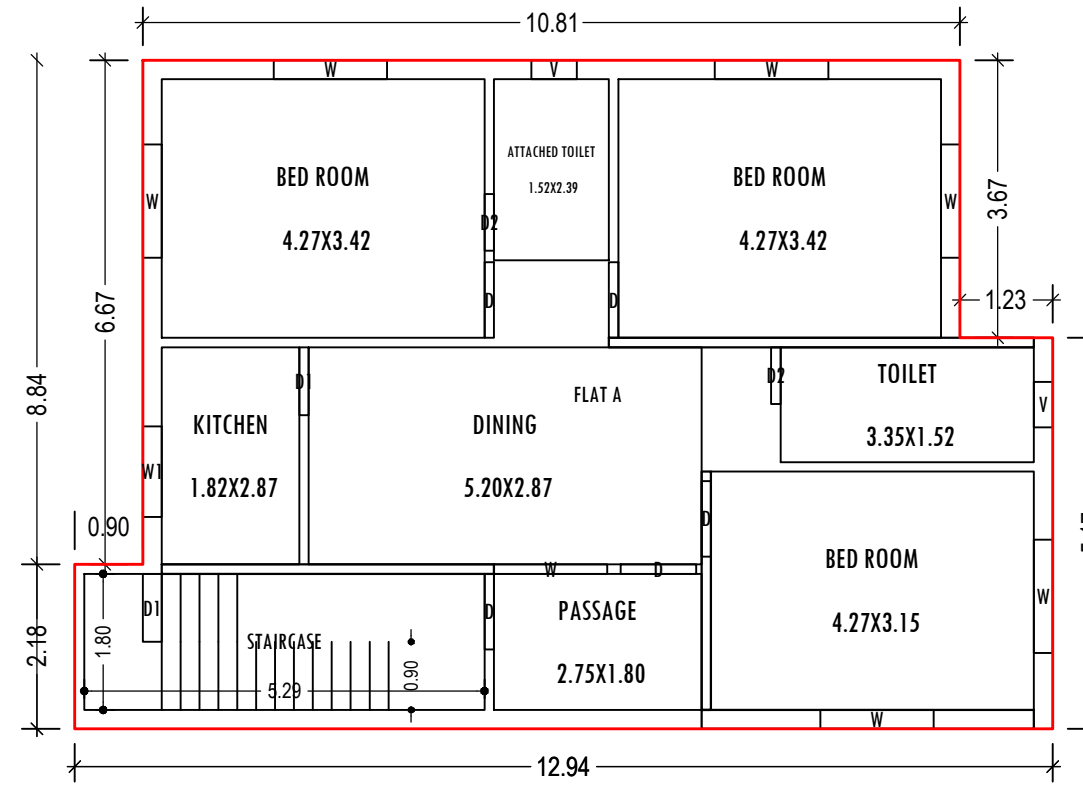 10.81
W
V
W
ATTACHED TOILET
1.52X2.39
BED ROOM
4.27X3.42
BED ROOM
4.27X3.42
W
W
D2
3.67
1.23
D
D
6.67
8.84
FLAT A
D1
D2
TOILET
3.35X1.52
V
KITCHEN
1.82X2.87
DINING
5.20X2.87
W1
0.90
D
BED ROOM
4.27X3.15
W
W
D
D1
D
PASSAGE
2.75X1.80
STAIRCASE
1.80
2.18
5.29
0.90
W
12.94